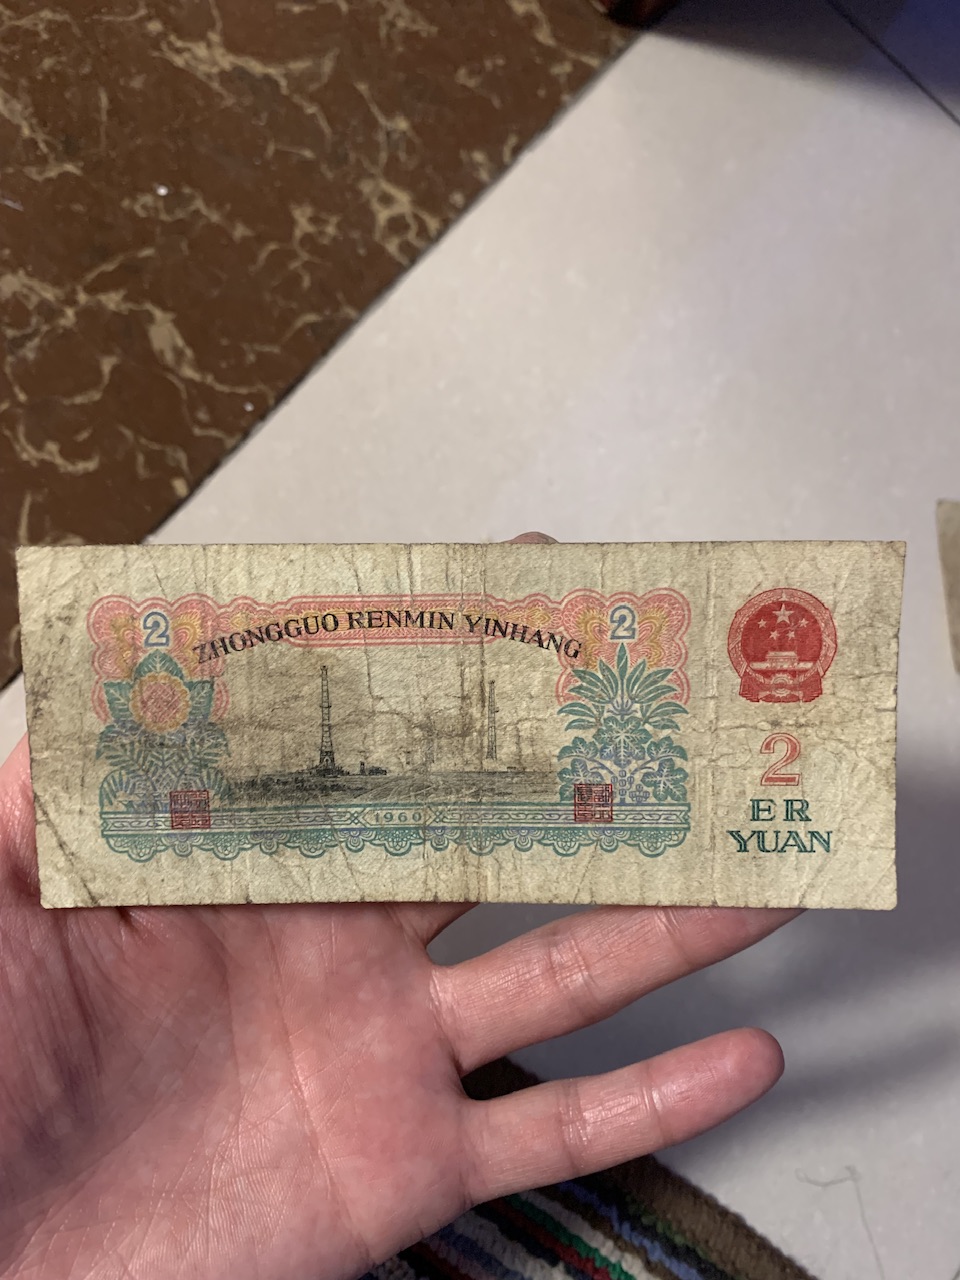 2
2
ZHONGGUO RENMIN YINHANG
1960
2
ER
YUAN